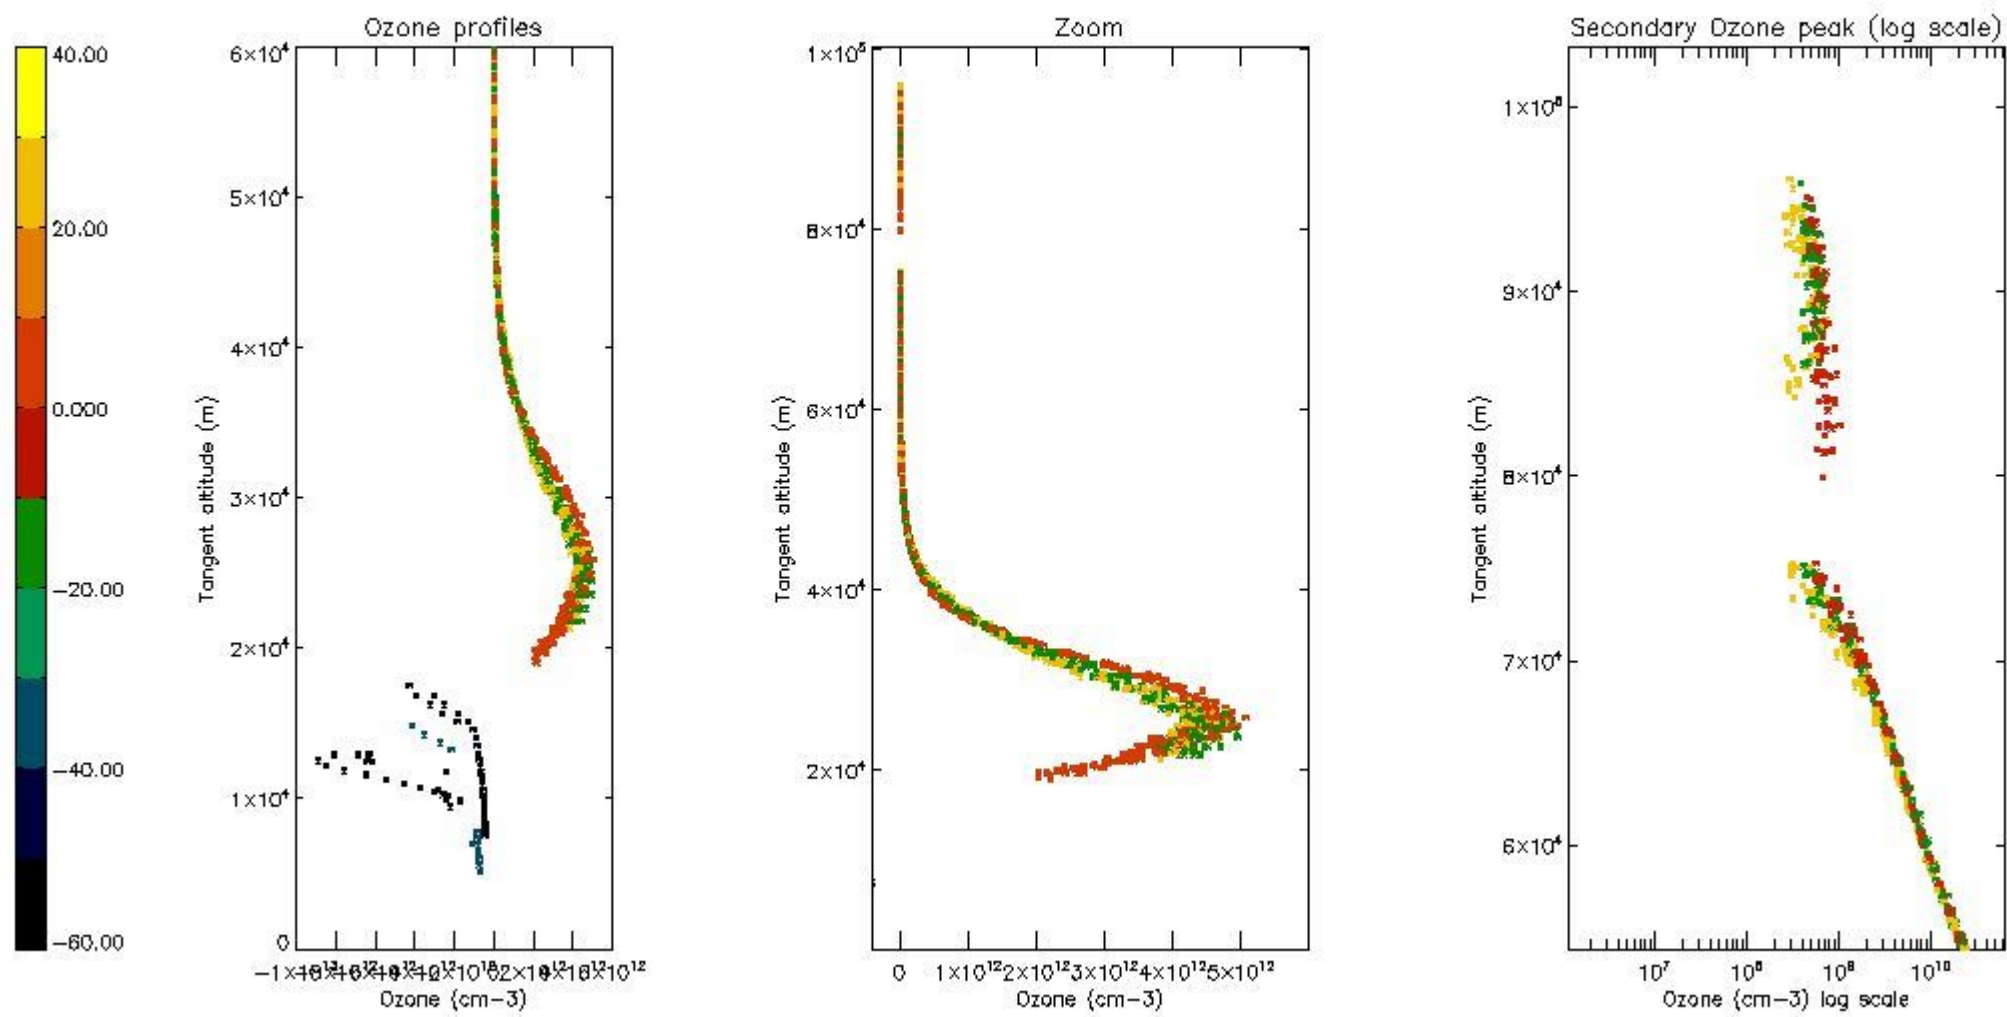 Ozone profiles
Zoom
Secondary Ozone peak (log scale)
40.00
20.00
0.000
−20.00
−40.00
−60.00
6×10⁴
5×10⁴
4×10⁴
3×10⁴
2×10⁴
1×10⁴
0
Tangent altitude (m)
Ozone (cm−3)
1×10⁵
8×10⁴
6×10⁴
4×10⁴
2×10⁴
Tangent altitude (m)
0 1×10¹² 2×10¹² 3×10¹² 4×10¹² 5×10¹²
Ozone (cm−3)
9×10⁴
8×10⁴
7×10⁴
6×10⁴
Tangent altitude (m)
10⁷ 10⁸ 10⁹ 10¹⁰
Ozone (cm−3) log scale